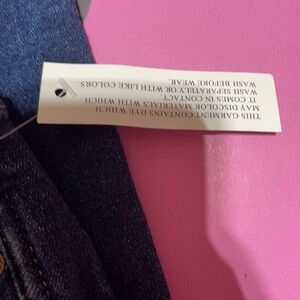 THIS GARMENT CONTAINS DYE WHICH
MAY DISCOLOR MATERIALS WITH WHICH
IT COMES IN CONTACT.
WASH SEPARATELY OR WITH LIKE COLORS.
WASH BEFORE WEAR.